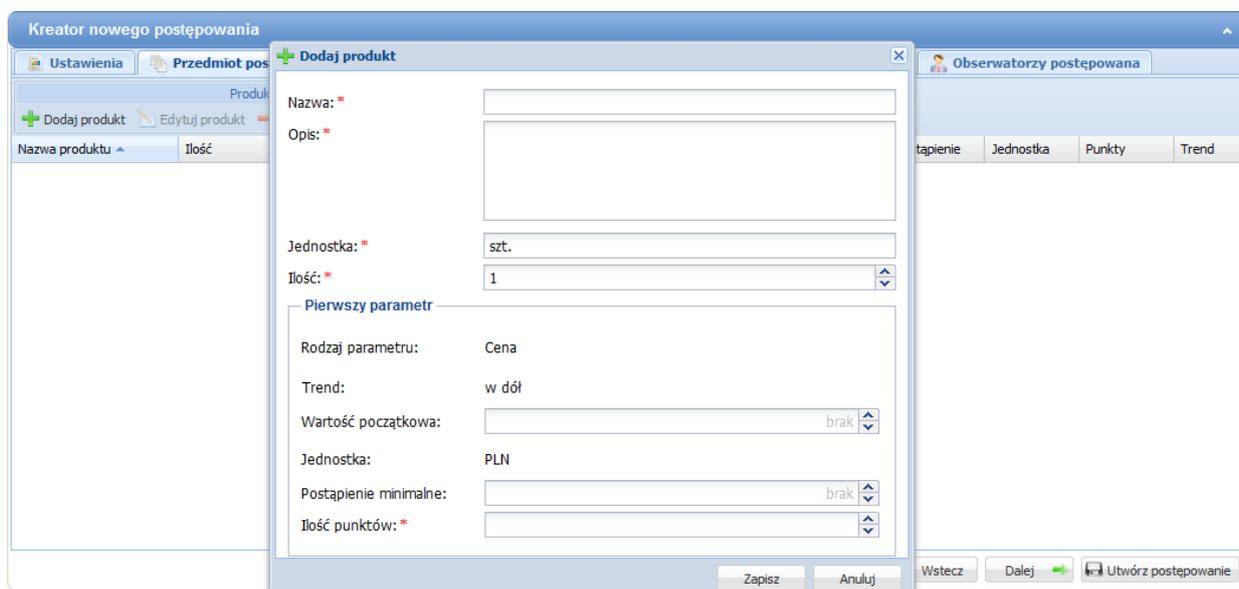 Kreator nowego postępowania
Ustawienia
Przedmiot pos
Obserwatorzy postępowana
Produk
Dodaj produkt
Edytuj produkt
Nazwa produktu
Ilość
tąpienie
Jednostka
Punkty
Trend
Dodaj produkt
Nazwa: *
Opis: *
Jednostka: * szt.
Ilość: * 1
Pierwszy parametr
Rodzaj parametru: Cena
Trend: w dół
Wartość początkowa: brak
Jednostka: PLN
Postąpienie minimalne: brak
Ilość punktów: *
Zapisz
Anuluj
Wstecz
Dalej
Utwórz postępowanie